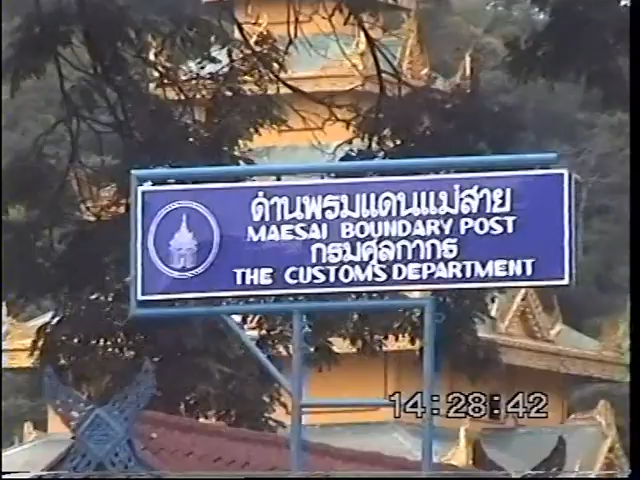 ด่านพรมแดนแม่สาย
MAESAI BOUNDARY POST
กรมศุลกากร
THE CUSTOMS DEPARTMENT
14:28:42